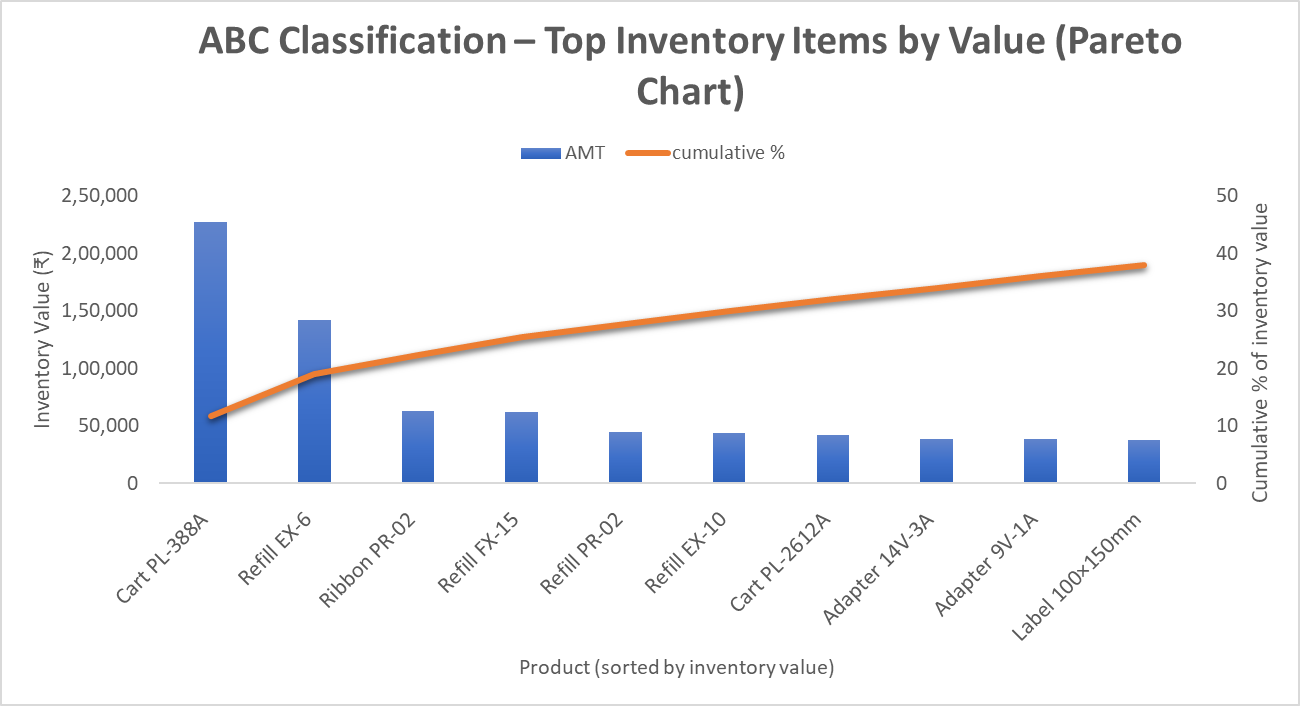 ABC Classification – Top Inventory Items by Value (Pareto
Chart)
AMT
cumulative %
2,50,000
2,00,000
1,50,000
1,00,000
50,000
0
Inventory Value (₹)
50
40
30
20
10
0
Cumulative % of inventory value
Cart PL-388A
Refill EX-6
Ribbon PR-02
Refill FX-15
Refill PR-02
Refill EX-10
Cart PL-2612A
Adapter 14V-3A
Adapter 9V-1A
Label 100×150mm
Product (sorted by inventory value)